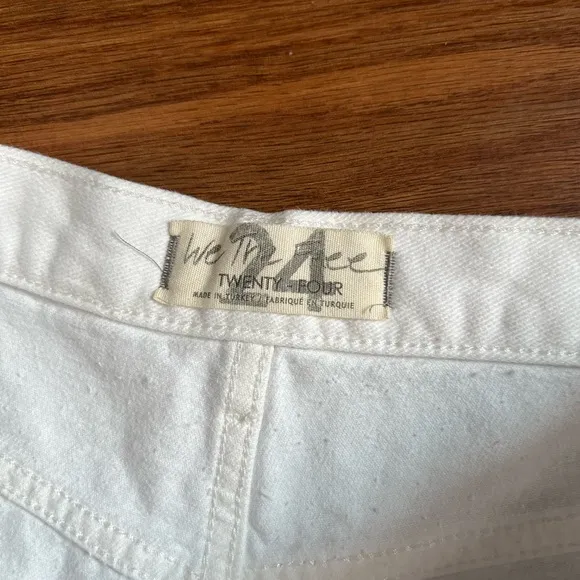 We The Free
24
TWENTY - FOUR
MADE IN TURKEY / FABRIQUÉ EN TURQUIE